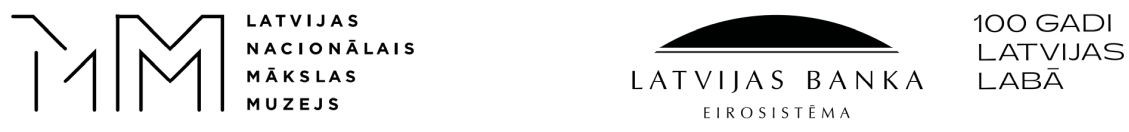 LATVIJAS
NACIONĀLAIS
MĀKSLAS
MUZEJS
LATVIJAS BANKA
EIROSISTĒMA
100 GADI
LATVIJAS
LABĀ